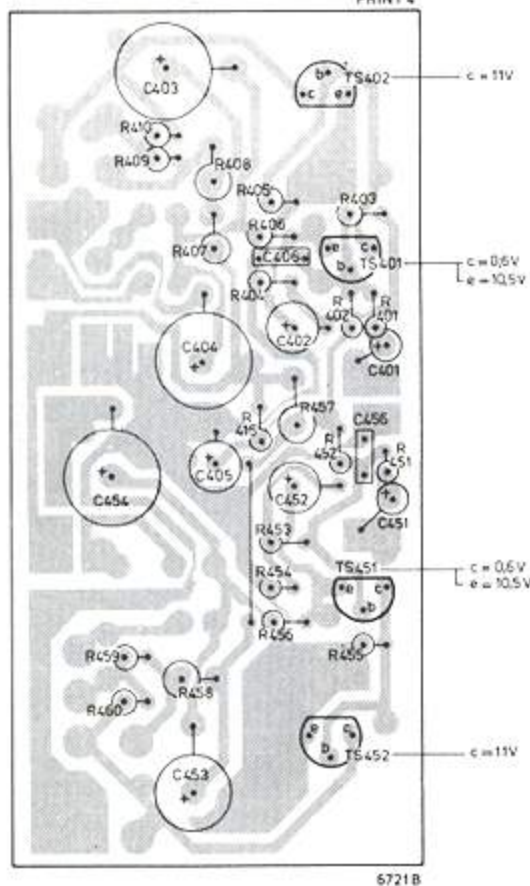 PRINT 4
C403
b
TS402
c e
c = 11V
R410
R409
R408
R405
R403
R406
R407
C406
e c
b
TS401
c = 0,6V
e = 10,5V
R404
R
402
R
401
C402
C404
C401
R457
R
415
C456
R
452
R
451
C405
C454
C452
C451
R453
TS451
c = 0,6V
e = 10,5V
R454
e c
b
R456
R455
R459
R458
R460
e c
b
TS452
c = 11V
C453
6721B